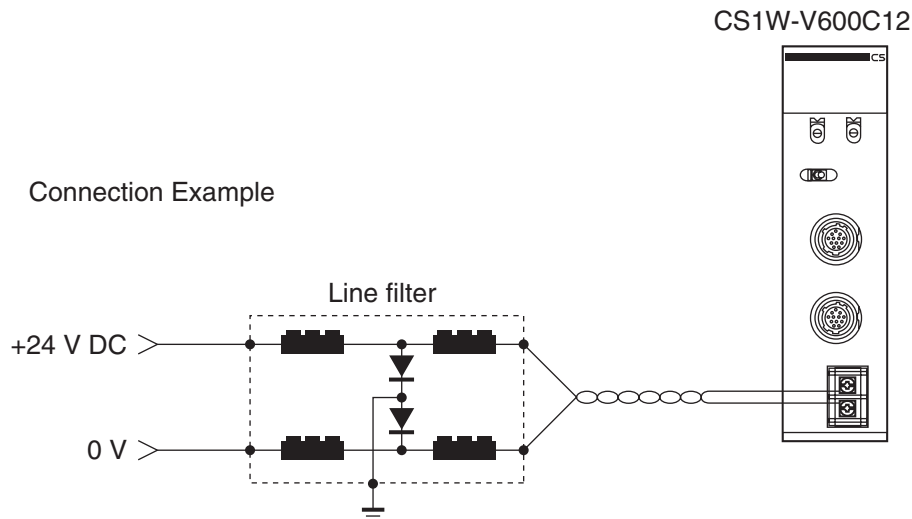 CS1W-V600C12
CS
Connection Example
Line filter
+24 V DC
0 V